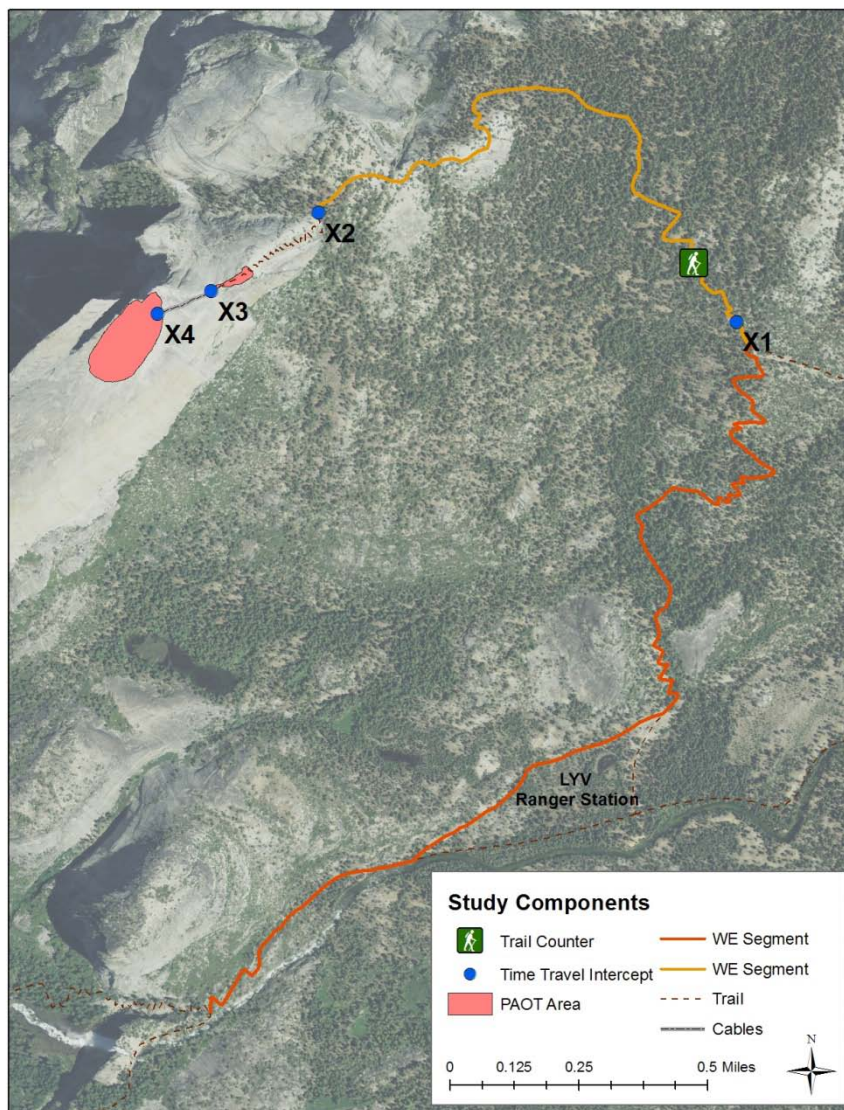 X2
X3
X4
X1
LYV
Ranger Station
Study Components
Trail Counter
Time Travel Intercept
PAOT Area
WE Segment
WE Segment
Trail
Cables
N
0 0.125 0.25 0.5 Miles